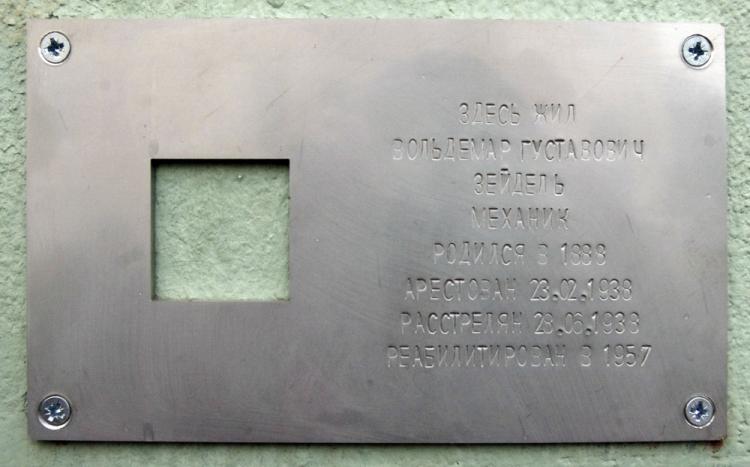 ЗДЕСЬ ЖИЛ
ВОЛЬДЕМАР ГУСТАВОВИЧ
ЗЕЙДЕЛЬ
МЕХАНИК
РОДИЛСЯ В 1888
АРЕСТОВАН 23.02.1938
РАССТРЕЛЯН 28.06.1938
РЕАБИЛИТИРОВАН В 1957